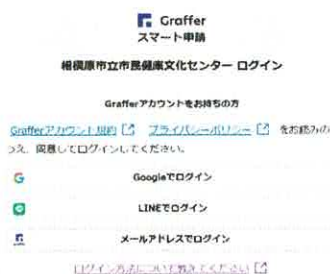 Graffer
スマート申請
相模原市立市民健康文化センター ログイン
Grafferアカウントをお持ちの方
Grafferアカウント規約 プライバシーポリシー をお読みの
うえ、同意してログインしてください。
Googleでログイン
LINEでログイン
メールアドレスでログイン
ログイン方法について教えてください